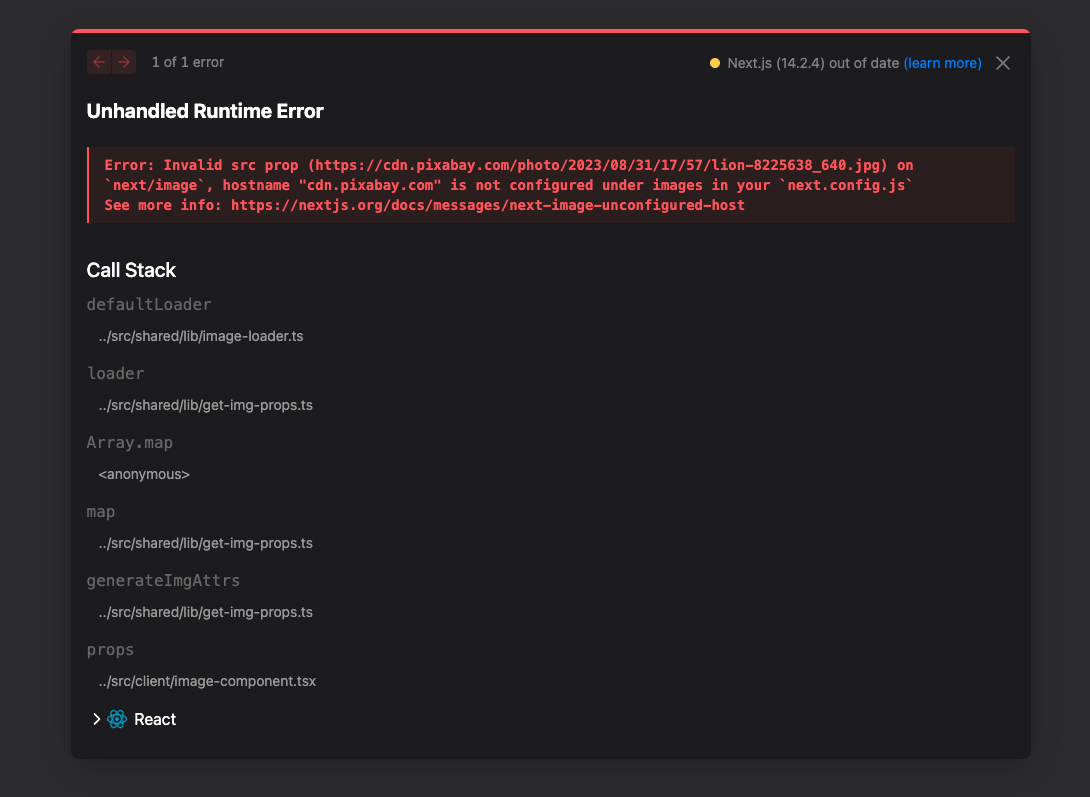 1 of 1 error
Next.js (14.2.4) out of date (learn more)
Unhandled Runtime Error
Error: Invalid src prop (https://cdn.pixabay.com/photo/2023/08/31/17/57/lion-8225638_640.jpg) on
`next/image`, hostname "cdn.pixabay.com" is not configured under images in your `next.config.js`
See more info: https://nextjs.org/docs/messages/next-image-unconfigured-host
Call Stack
defaultLoader
../src/shared/lib/image-loader.ts
loader
../src/shared/lib/get-img-props.ts
Array.map
<anonymous>
map
../src/shared/lib/get-img-props.ts
generateImgAttrs
../src/shared/lib/get-img-props.ts
props
../src/client/image-component.tsx
React